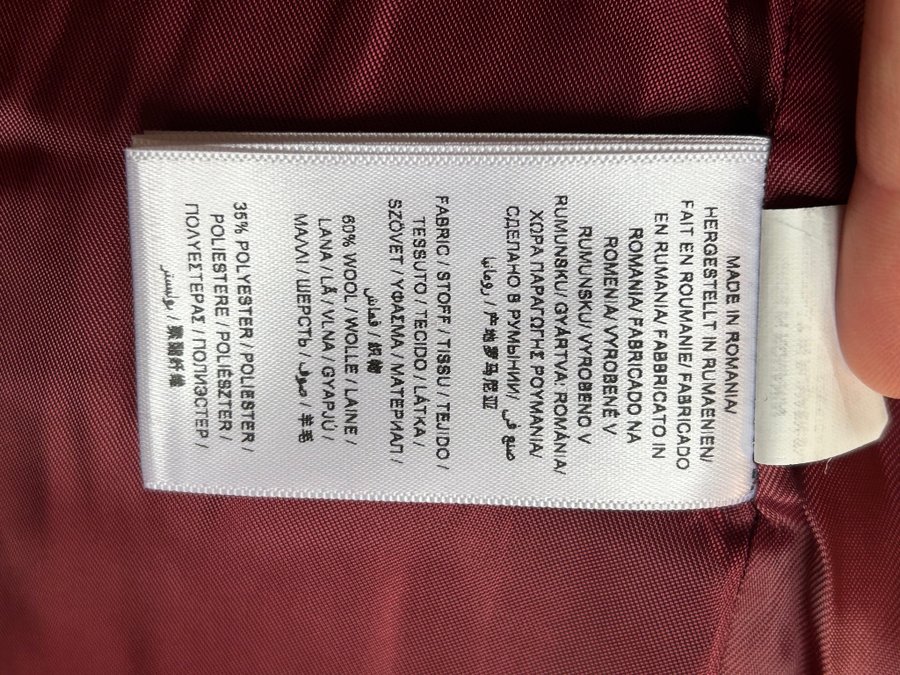 MADE IN ROMANIA/
HERGESTELLT IN RUMAENIEN/
FAIT EN ROUMANIE/ FABRICADO
EN RUMANIA/ FABBRICATO IN
ROMANIA/ FABRICADO NA
ROMENIA/ VYROBENÉ V
RUMUNSKU/ VYROBENO V
RUMUNSKU/ GYÁRTVA: ROMÁNIA/
ΧΩΡΑ ΠΑΡΑΓΩΓΗΣ ΡΟΥΜΑΝΙΑ/
СДЕЛАНО В РУМЫНИИ/ صنع في
رومانيا / 产地罗马尼亚
FABRIC / STOFF / TISSU / TEJIDO /
TESSUTO / TECIDO / LÁTKA /
SZÖVET / ΥΦΑΣΜΑ / МАТЕРИАЛ /
قماش / 织物
60% WOOL / WOLLE / LAINE /
LANA / LÃ / VLNA / GYAPJÚ /
ΜΑΛΛΙ / ШЕРСТЬ / صوف / 羊毛
35% POLYESTER / POLIESTER /
POLIESTERE / POLIÉSZTER /
ΠΟΛΥΕΣΤΕΡΑΣ / ПОЛИЭСТЕР /
بوليستر / 聚酯纤维